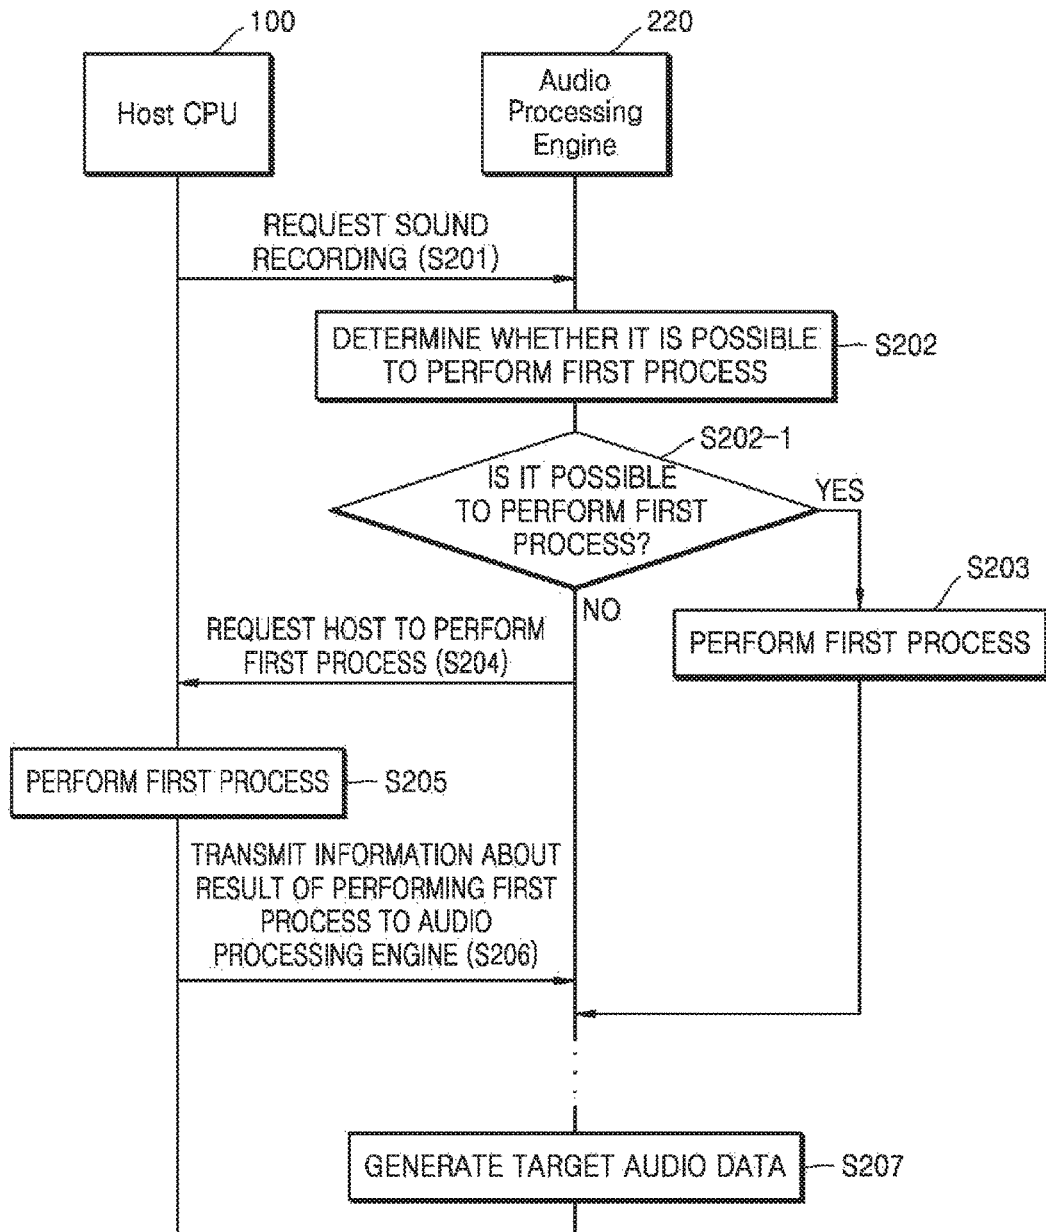 100
220
Host CPU
Audio
Processing
Engine
REQUEST SOUND
RECORDING (S201)
DETERMINE WHETHER IT IS POSSIBLE
TO PERFORM FIRST PROCESS
S202
S202-1
IS IT POSSIBLE
TO PERFORM FIRST
PROCESS?
YES
NO
S203
PERFORM FIRST PROCESS
REQUEST HOST TO PERFORM
FIRST PROCESS (S204)
PERFORM FIRST PROCESS
S205
TRANSMIT INFORMATION ABOUT
RESULT OF PERFORMING FIRST
PROCESS TO AUDIO
PROCESSING ENGINE (S206)
GENERATE TARGET AUDIO DATA
S207